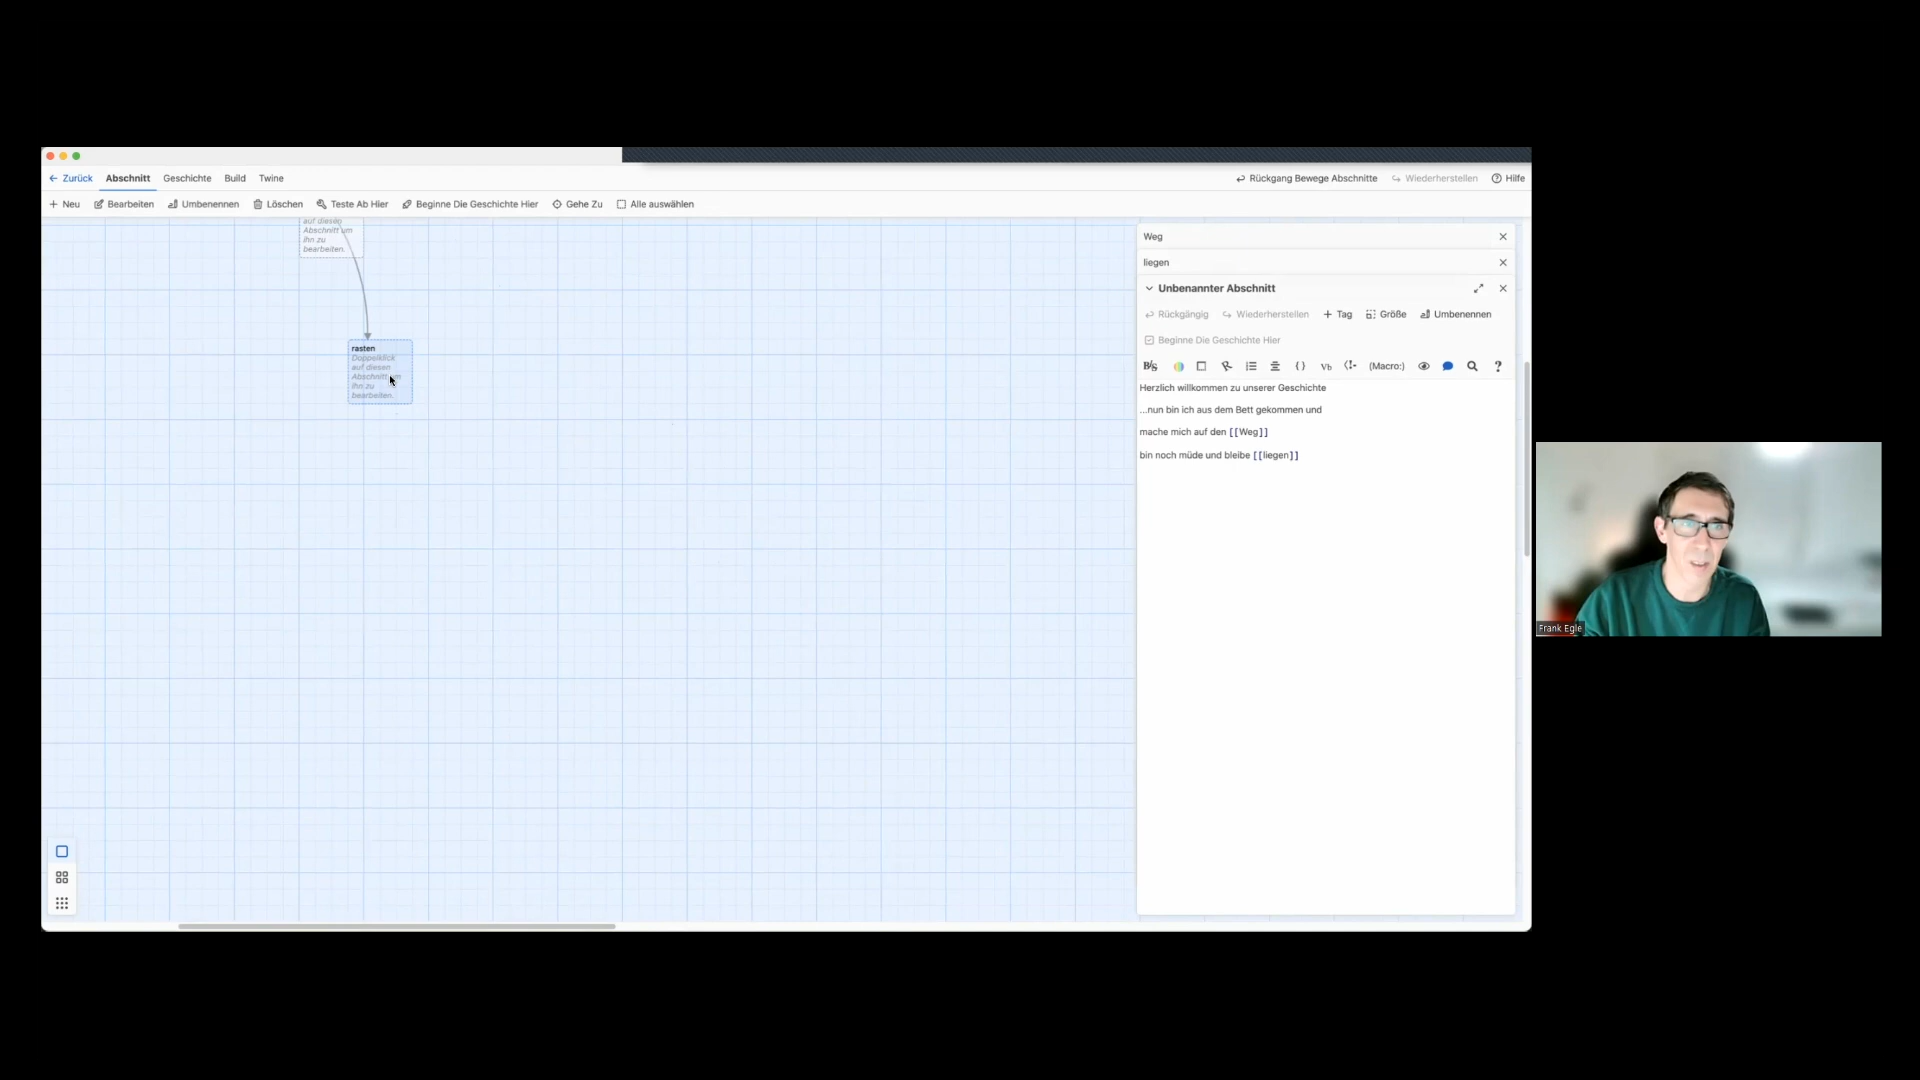 Zurück Abschnitt Geschichte Build Twine Rückgang Bewege Abschnitte Wiederherstellen Hilfe
+ Neu Bearbeiten Umbenennen Löschen Teste Ab Hier Beginne Die Geschichte Hier Gehe Zu Alle auswählen
auf diesen
Abschnitt um
ihn zu
bearbeiten.
rasten
Doppelklick
auf diesen
Abschnitt um
ihn zu
bearbeiten.
Weg
liegen
Unbenannter Abschnitt
Rückgängig Wiederherstellen + Tag Größe Umbenennen
Beginne Die Geschichte Hier
(Macro:)
Herzlich willkommen zu unserer Geschichte
...nun bin ich aus dem Bett gekommen und
mache mich auf den [[Weg]]
bin noch müde und bleibe [[liegen]]
Frank Egle